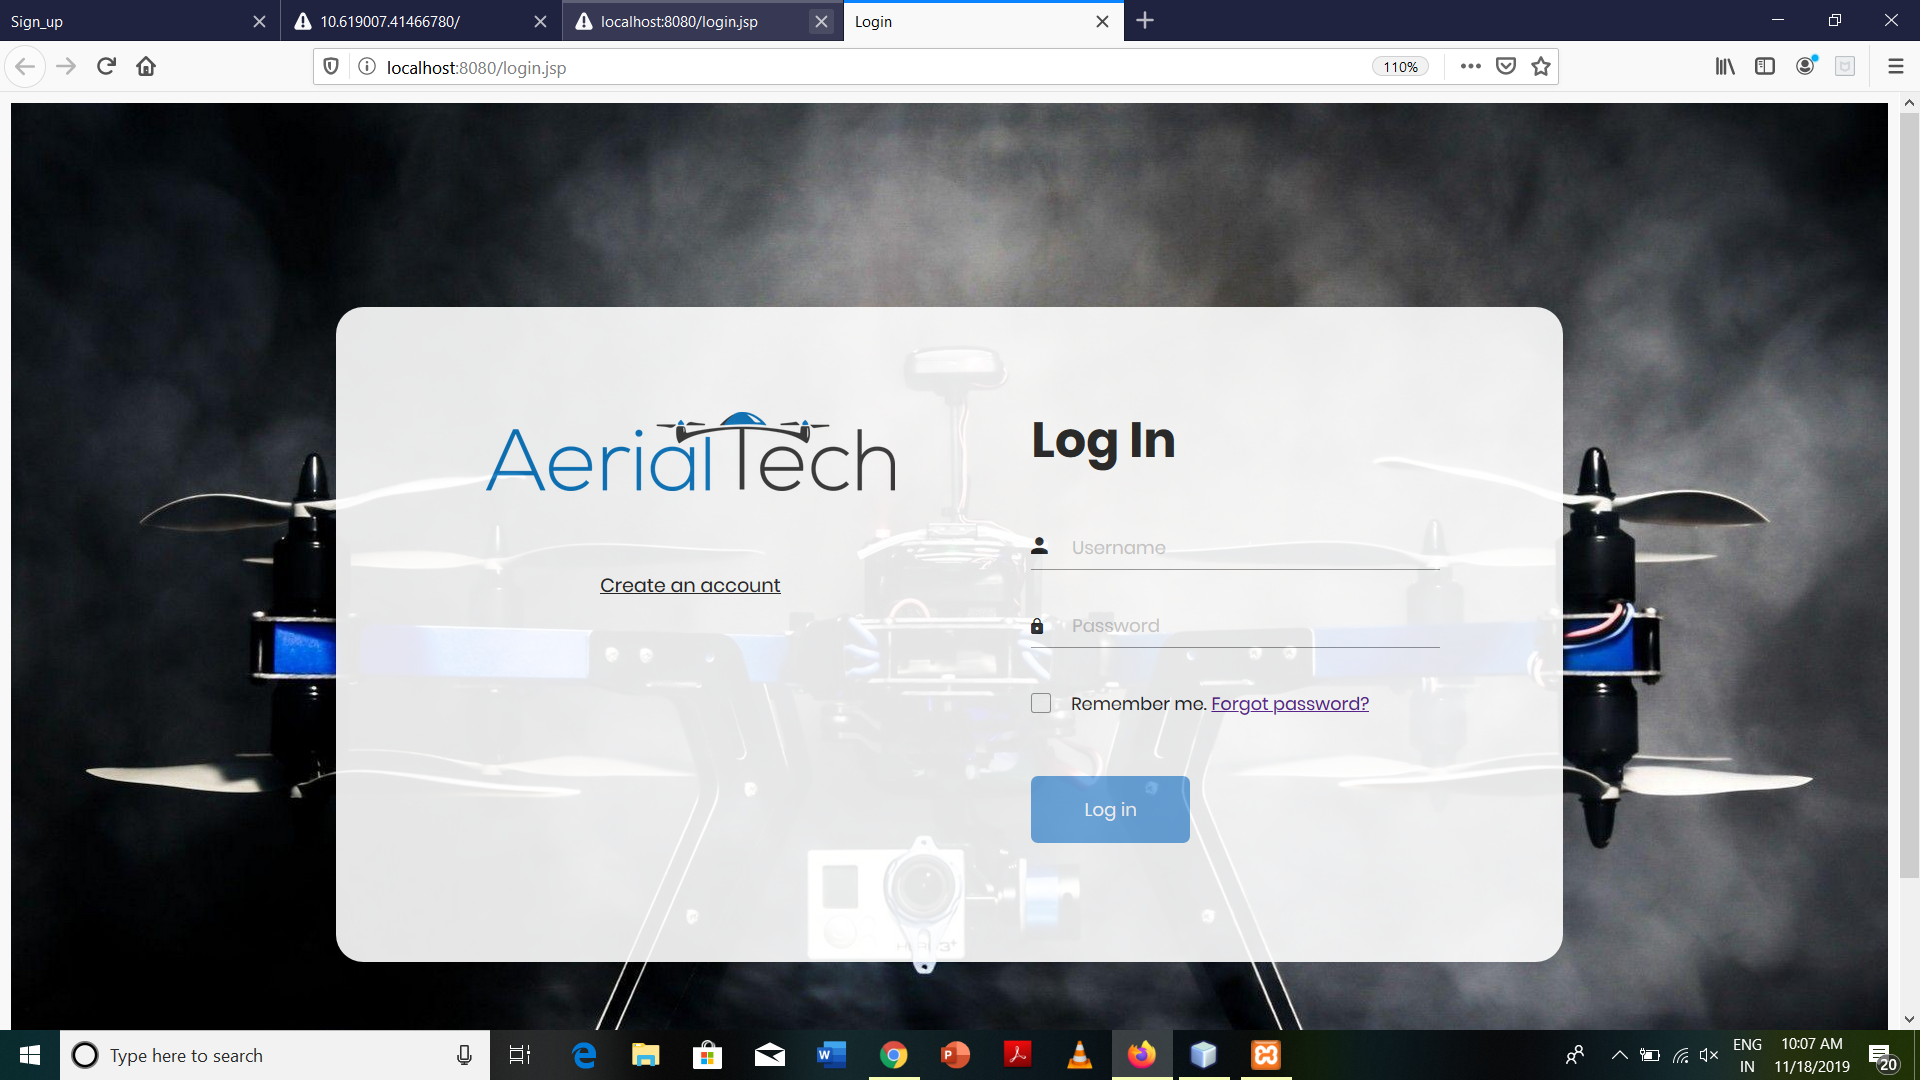 Sign_up
10.619007.41466780/
localhost:8080/login.jsp
Login
localhost:8080/login.jsp
110%
AerialTech
Log In
Username
Create an account
Password
Remember me. Forgot password?
Log in
Type here to search
ENG
IN
10:07 AM
11/18/2019
20